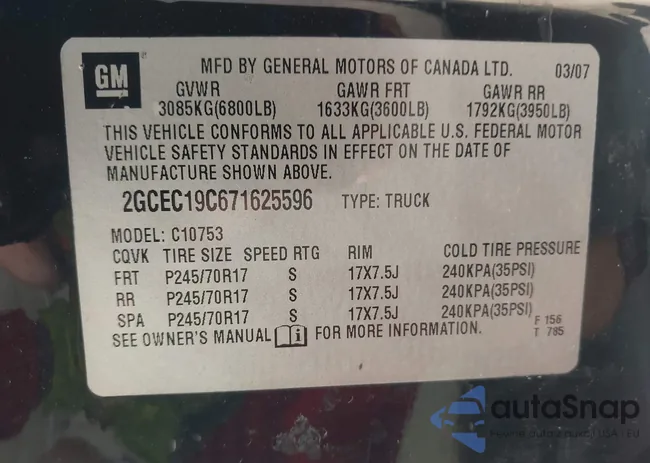 GM
MFD BY GENERAL MOTORS OF CANADA LTD. 03/07
GVWR GAWR FRT GAWR RR
3085KG(6800LB) 1633KG(3600LB) 1792KG(3950LB)
THIS VEHICLE CONFORMS TO ALL APPLICABLE U.S. FEDERAL MOTOR
VEHICLE SAFETY STANDARDS IN EFFECT ON THE DATE OF
MANUFACTURE SHOWN ABOVE.
2GCEC19C671625596 TYPE: TRUCK
MODEL: C10753
CQVK TIRE SIZE SPEED RTG RIM COLD TIRE PRESSURE
FRT P245/70R17 S 17X7.5J 240KPA(35PSI)
RR P245/70R17 S 17X7.5J 240KPA(35PSI)
SPA P245/70R17 S 17X7.5J 240KPA(35PSI)
F 156
SEE OWNER'S MANUAL i FOR MORE INFORMATION. T 785
autoSnap